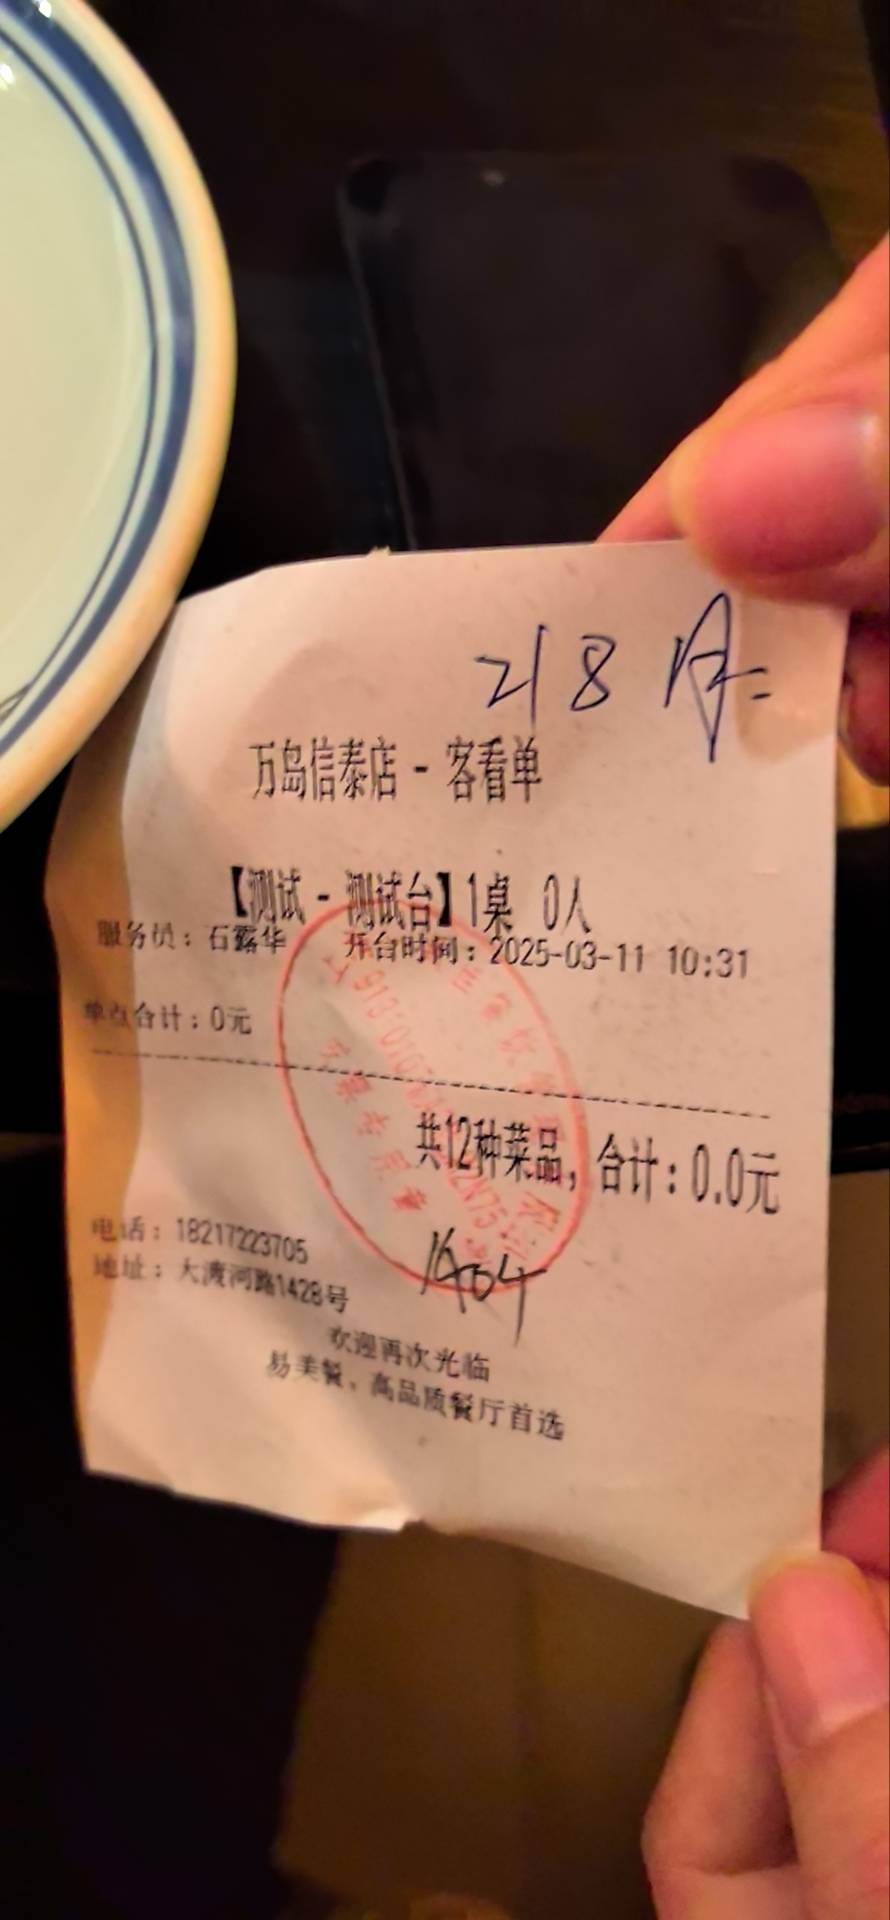 218
万岛信泰店 - 客看单
【测试 - 测试台】1桌 0人
服务员：石露华 开台时间：2025-03-11 10:31
单点合计：0元
共12种菜品，合计：0.0元
电话：18217223705
地址：大渡河路1428号
1404
欢迎再次光临
易美餐，高品质餐厅首选